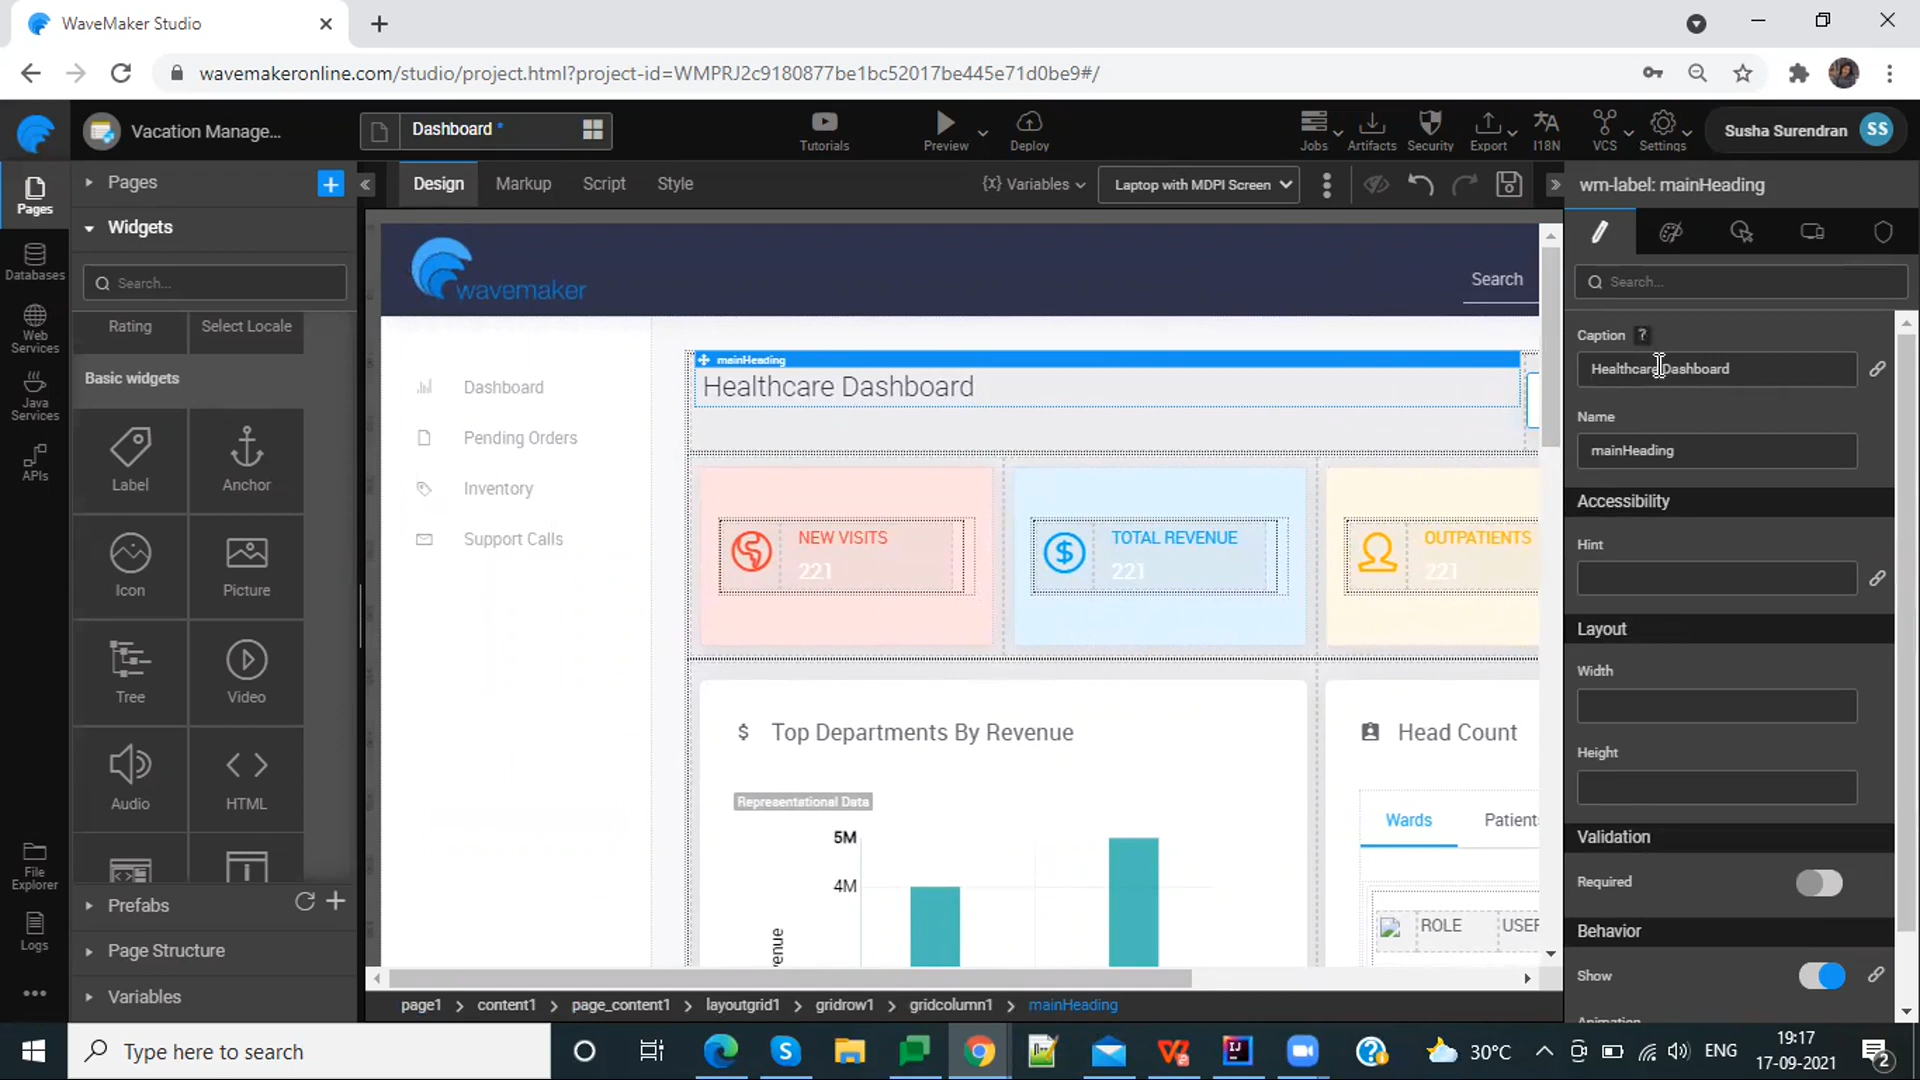 WaveMaker Studio
wavemakeronline.com/studio/project.html?project-id=WMPRJ2c9180877be1bc52017be445e71d0be9#/
Vacation Manage...
Dashboard *
Tutorials
Preview
Deploy
Jobs
Artifacts
Security
Export
I18N
VCS
Settings
Susha Surendran
SS
Pages
Databases
Web Services
Java Services
APIs
File Explorer
Logs
Pages
Widgets
Search...
Rating
Select Locale
Basic widgets
Label
Anchor
Icon
Picture
Tree
Video
Audio
HTML
Prefabs
Page Structure
Variables
Design
Markup
Script
Style
{x} Variables
Laptop with MDPI Screen
wavemaker
Search
Dashboard
Pending Orders
Inventory
Support Calls
mainHeading
Healthcare Dashboard
NEW VISITS
221
TOTAL REVENUE
221
OUTPATIENTS
221
Top Departments By Revenue
Representational Data
5M
4M
enue
Head Count
Wards
Patient
ROLE
USER
page1 > content1 > page_content1 > layoutgrid1 > gridrow1 > gridcolumn1 > mainHeading
wm-label: mainHeading
Search...
Caption ?
Healthcare Dashboard
Name
mainHeading
Accessibility
Hint
Layout
Width
Height
Validation
Required
Behavior
Show
Type here to search
30°C
ENG
19:17
17-09-2021
2